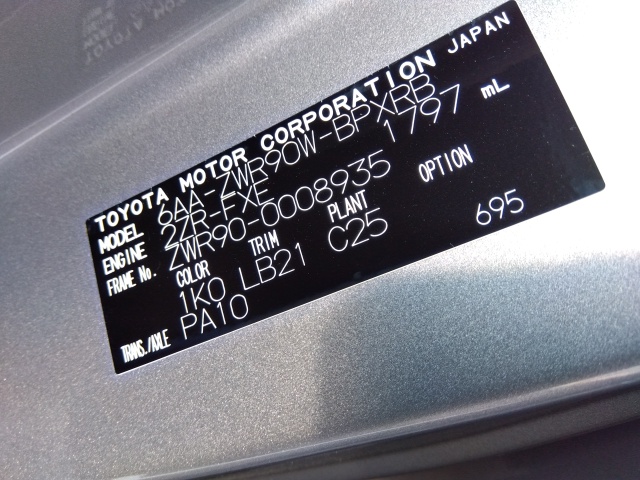 TOYOTA MOTOR CORPORATION JAPAN
MODEL 6AA-ZWR90W-BPXRB
ENGINE 2ZR-FXE 1797 mL
FRAME No. ZWR90-0008935
COLOR TRIM PLANT OPTION
1K0 LB21 C25 695
TRANS./AXLE PA10